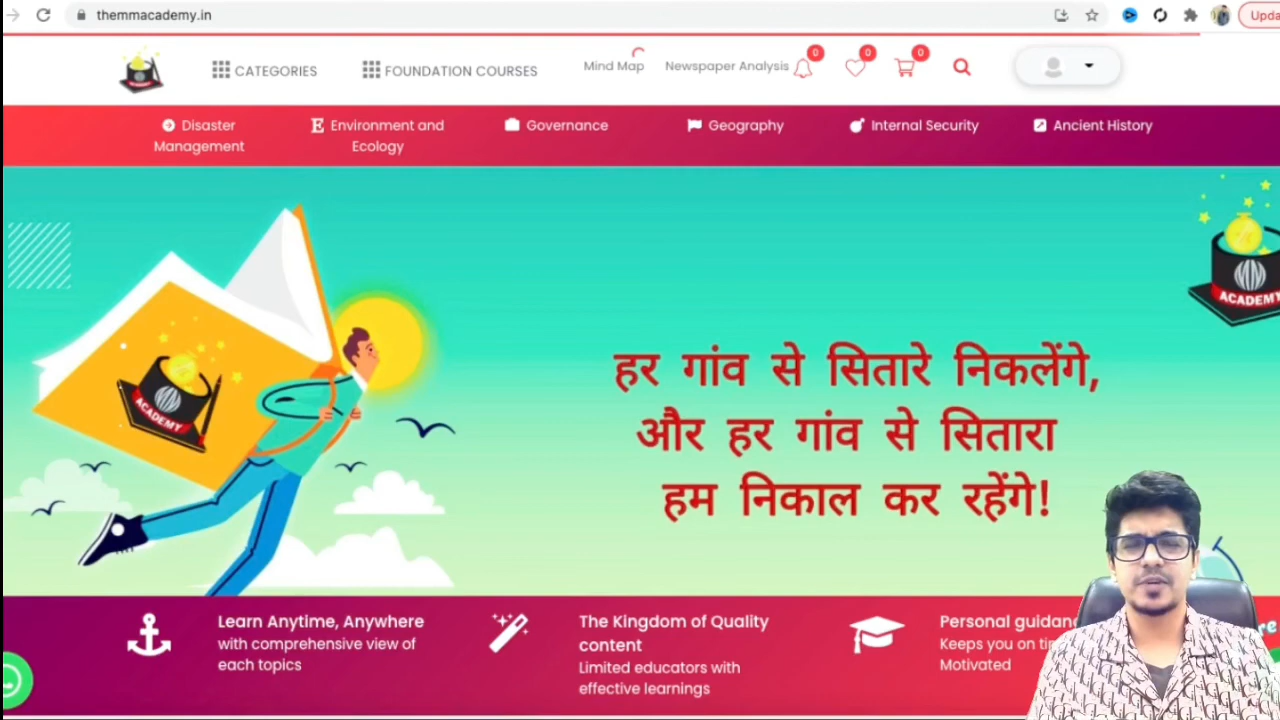 themmacademy.in
Upda
CATEGORIES
FOUNDATION COURSES
Mind Map
Newspaper Analysis
0
0
0
Disaster
Management
Environment and
Ecology
Governance
Geography
Internal Security
Ancient History
ACADEMY
ACADEMY
हर गांव से सितारे निकलेंगे,
और हर गांव से सितारा
हम निकाल कर रहेंगे!
Learn Anytime, Anywhere
with comprehensive view of
each topics
The Kingdom of Quality
content
Limited educators with
effective learnings
Personal guidan
Keeps you on
Motivated